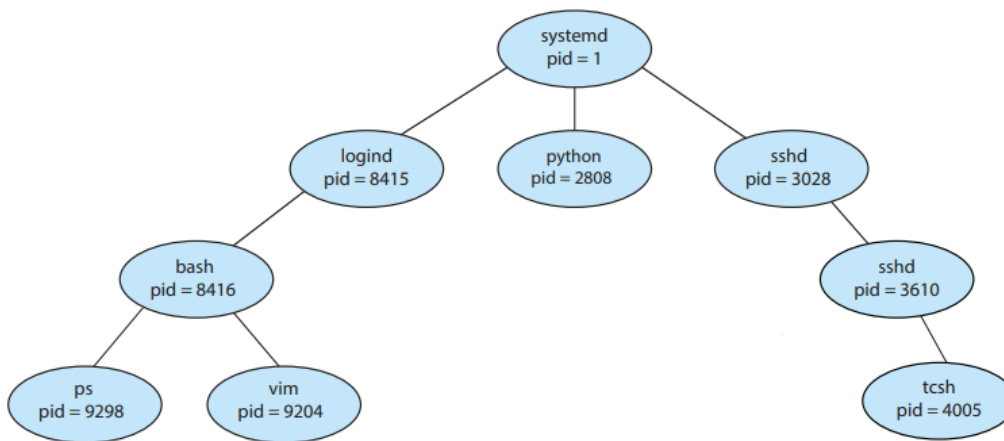 systemd
pid = 1
logind
pid = 8415
python
pid = 2808
sshd
pid = 3028
bash
pid = 8416
sshd
pid = 3610
ps
pid = 9298
vim
pid = 9204
tcsh
pid = 4005